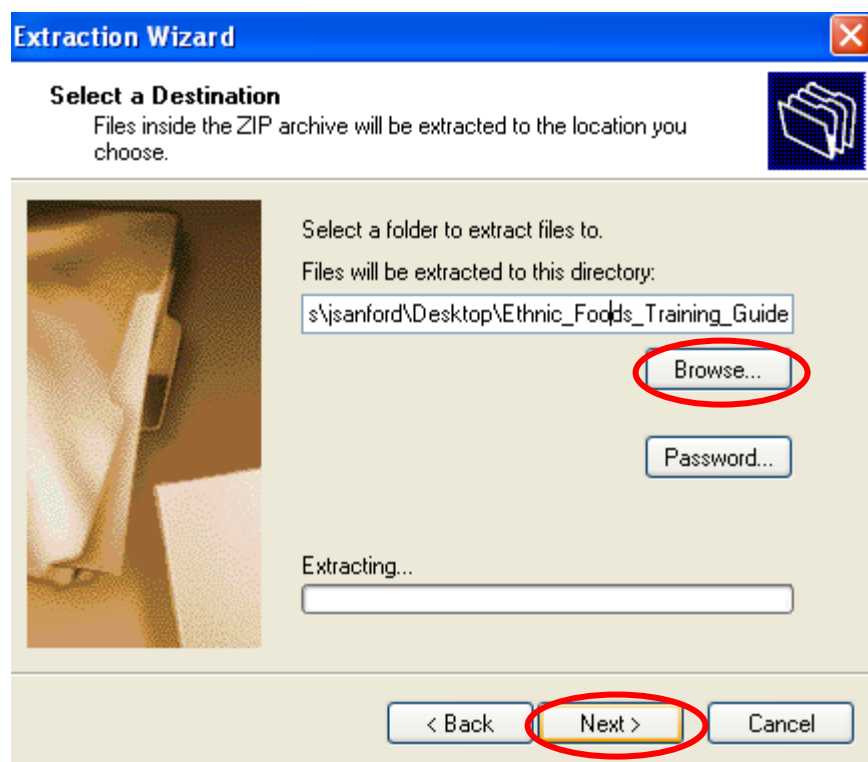 Extraction Wizard
Select a Destination
Files inside the ZIP archive will be extracted to the location you
choose.
Select a folder to extract files to.
Files will be extracted to this directory:
s\jsanford\Desktop\Ethnic_Foods_Training_Guide
Browse...
Password...
Extracting...
< Back Next > Cancel